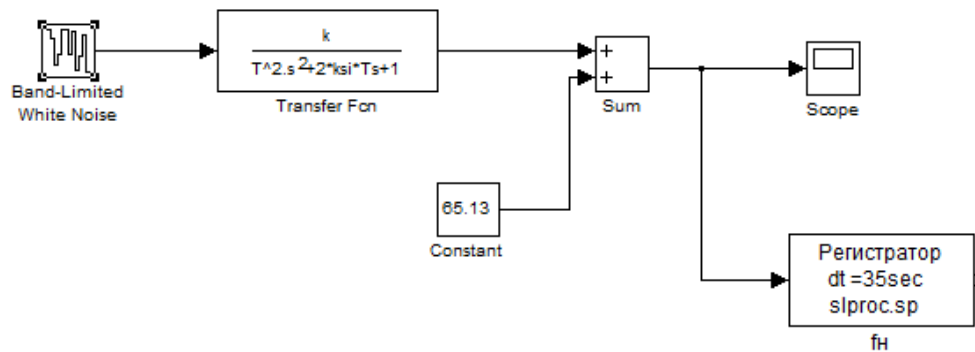 k
T^2.s^2+2*ksi*Ts+1
Band-Limited
White Noise
Transfer Fcn
+
+
Sum
Scope
65.13
Constant
Регистратор
dt =35sec
slproc.sp
fн